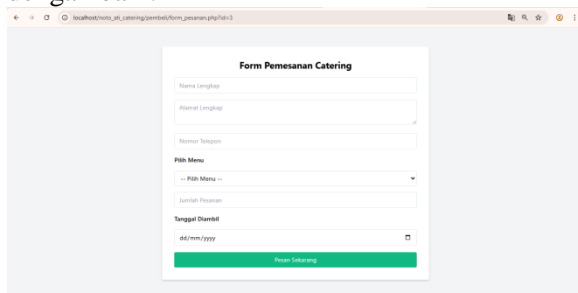 localhost/noto_ati_catering/pembeli/form_pesanan.php?id=3
Form Pemesanan Catering
Nama Lengkap
Alamat Lengkap
Nomor Telepon
Pilih Menu
-- Pilih Menu --
Jumlah Pesanan
Tanggal Diambil
dd/mm/yyyy
Pesan Sekarang